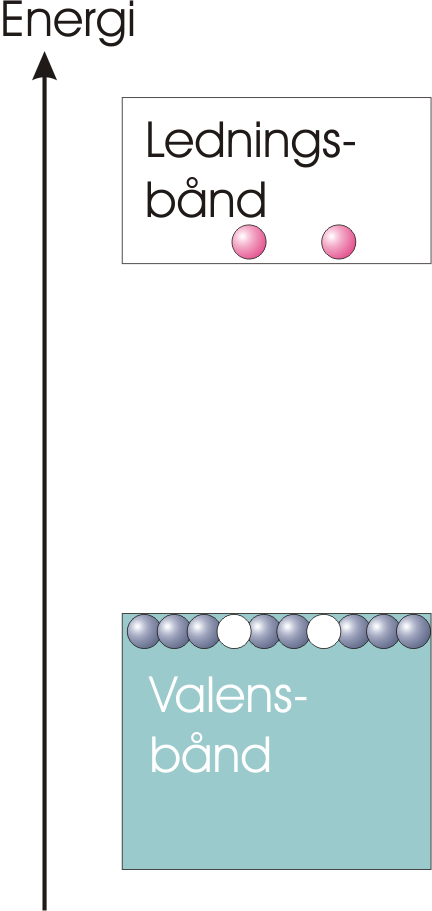 Energi
Lednings-
bånd
Valens-
bånd